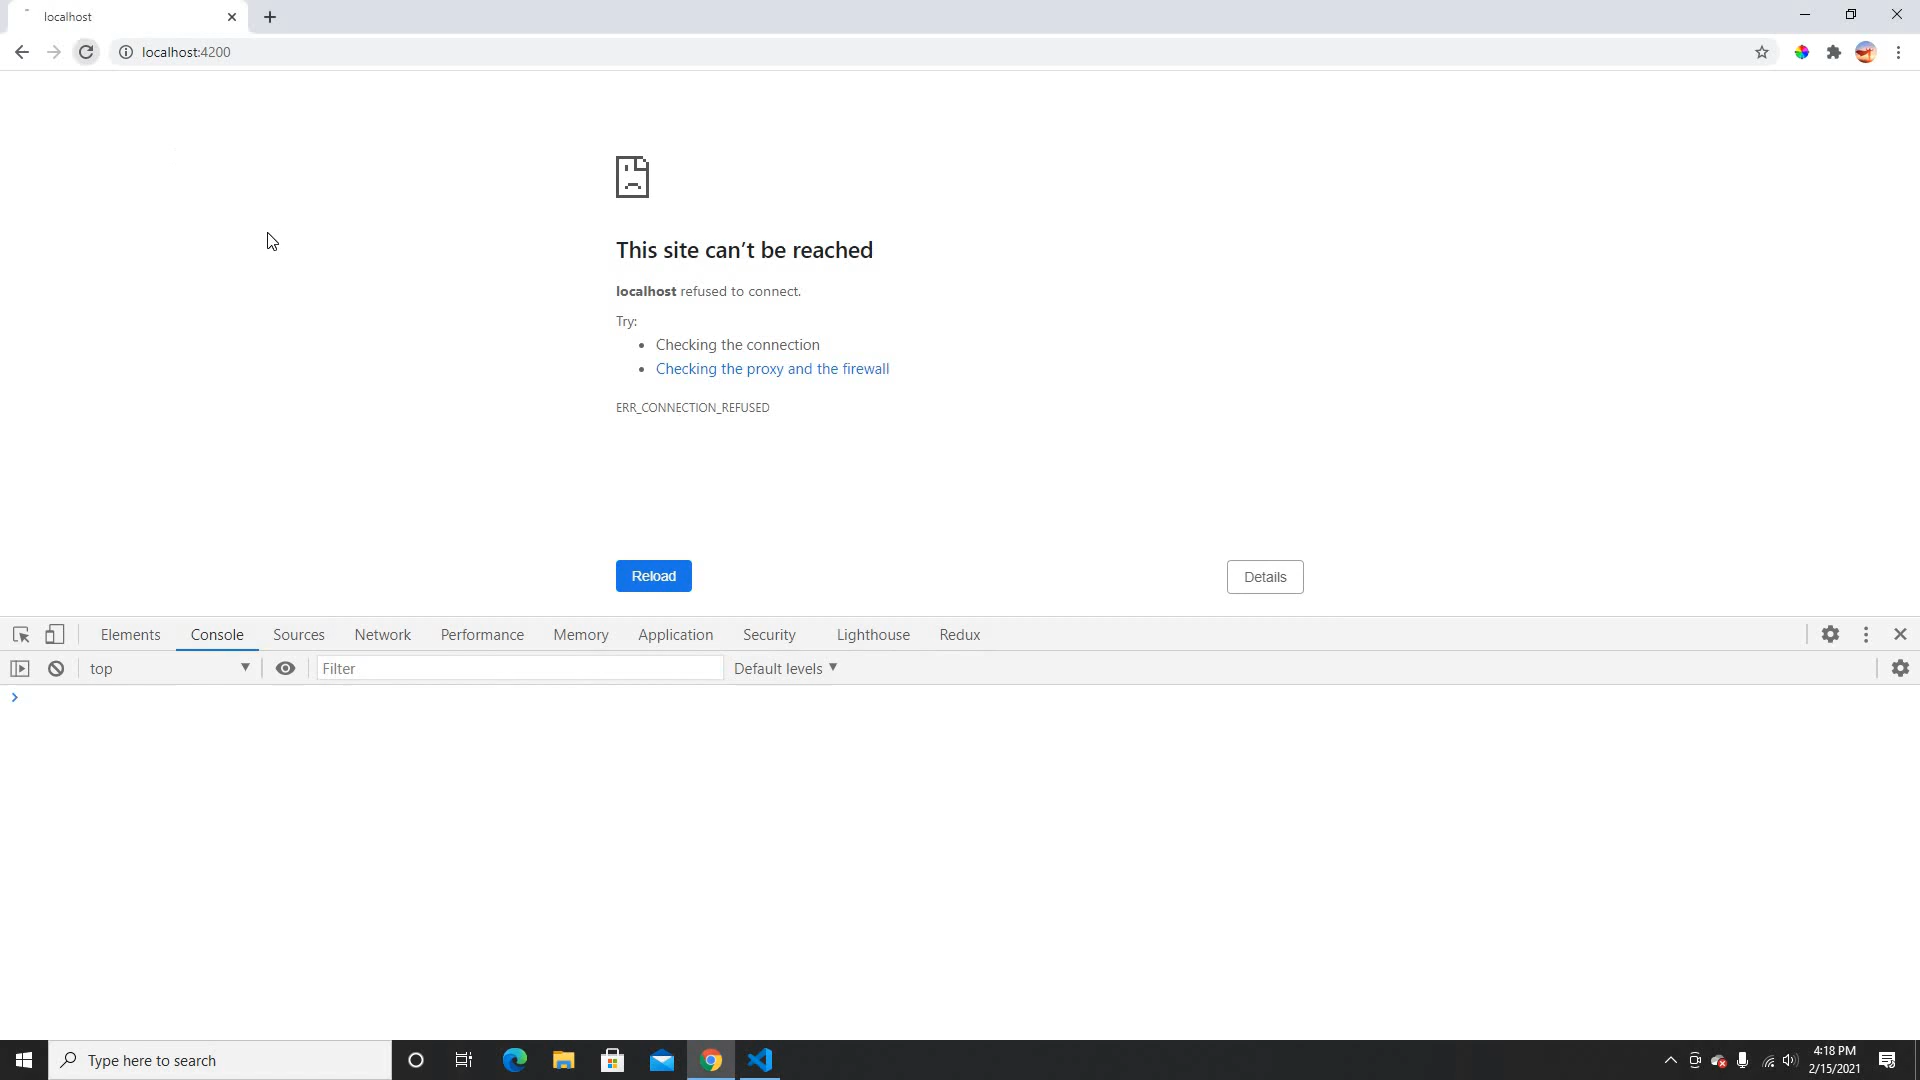 localhost
localhost:4200
This site can’t be reached
localhost refused to connect.
Try:
Checking the connection
Checking the proxy and the firewall
ERR_CONNECTION_REFUSED
Reload
Details
Elements Console Sources Network Performance Memory Application Security Lighthouse Redux
top Filter Default levels
Type here to search
4:18 PM
2/15/2021